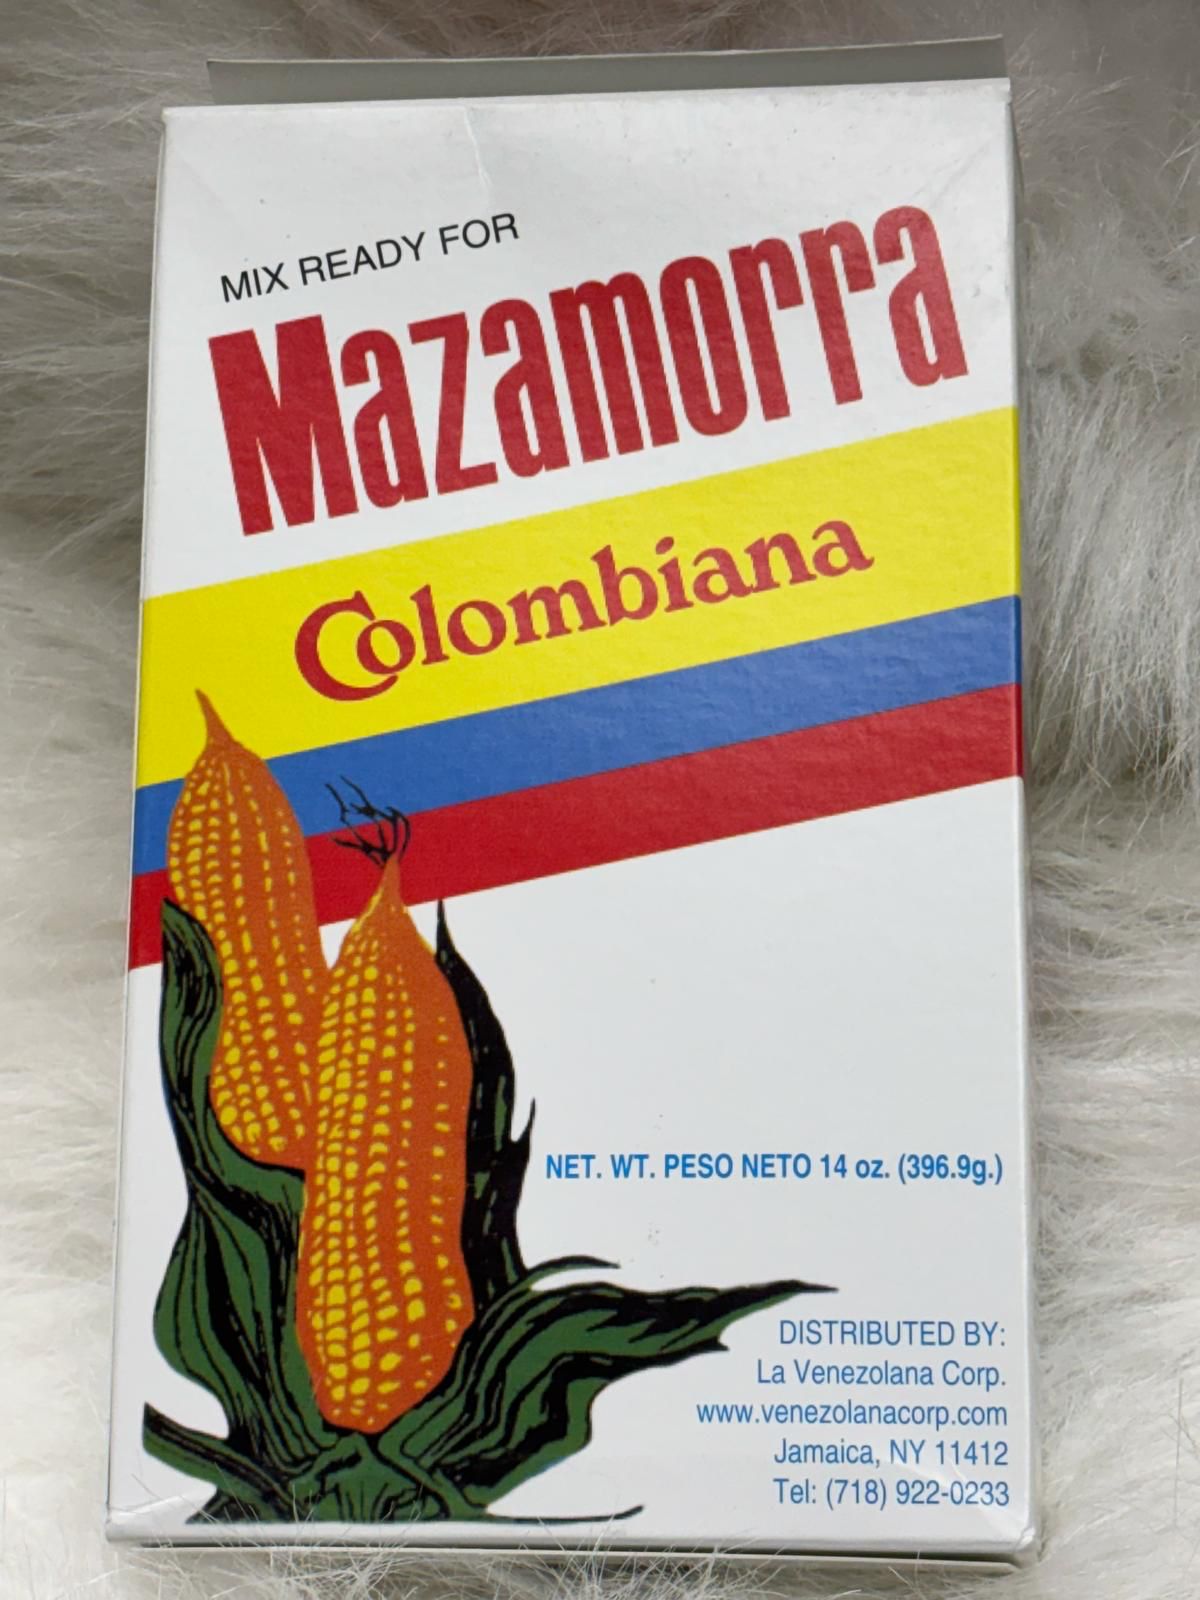 MIX READY FOR
Mazamorra
Colombiana
NET. WT. PESO NETO 14 oz. (396.9g.)
DISTRIBUTED BY:
La Venezolana Corp.
www.venezolanacorp.com
Jamaica, NY 11412
Tel: (718) 922-0233